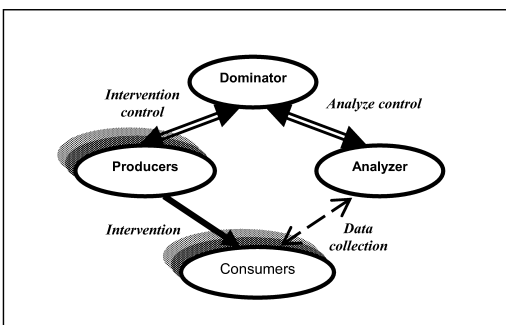 Dominator
Intervention
control
Analyze control
Producers
Analyzer
Intervention
Data
collection
Consumers